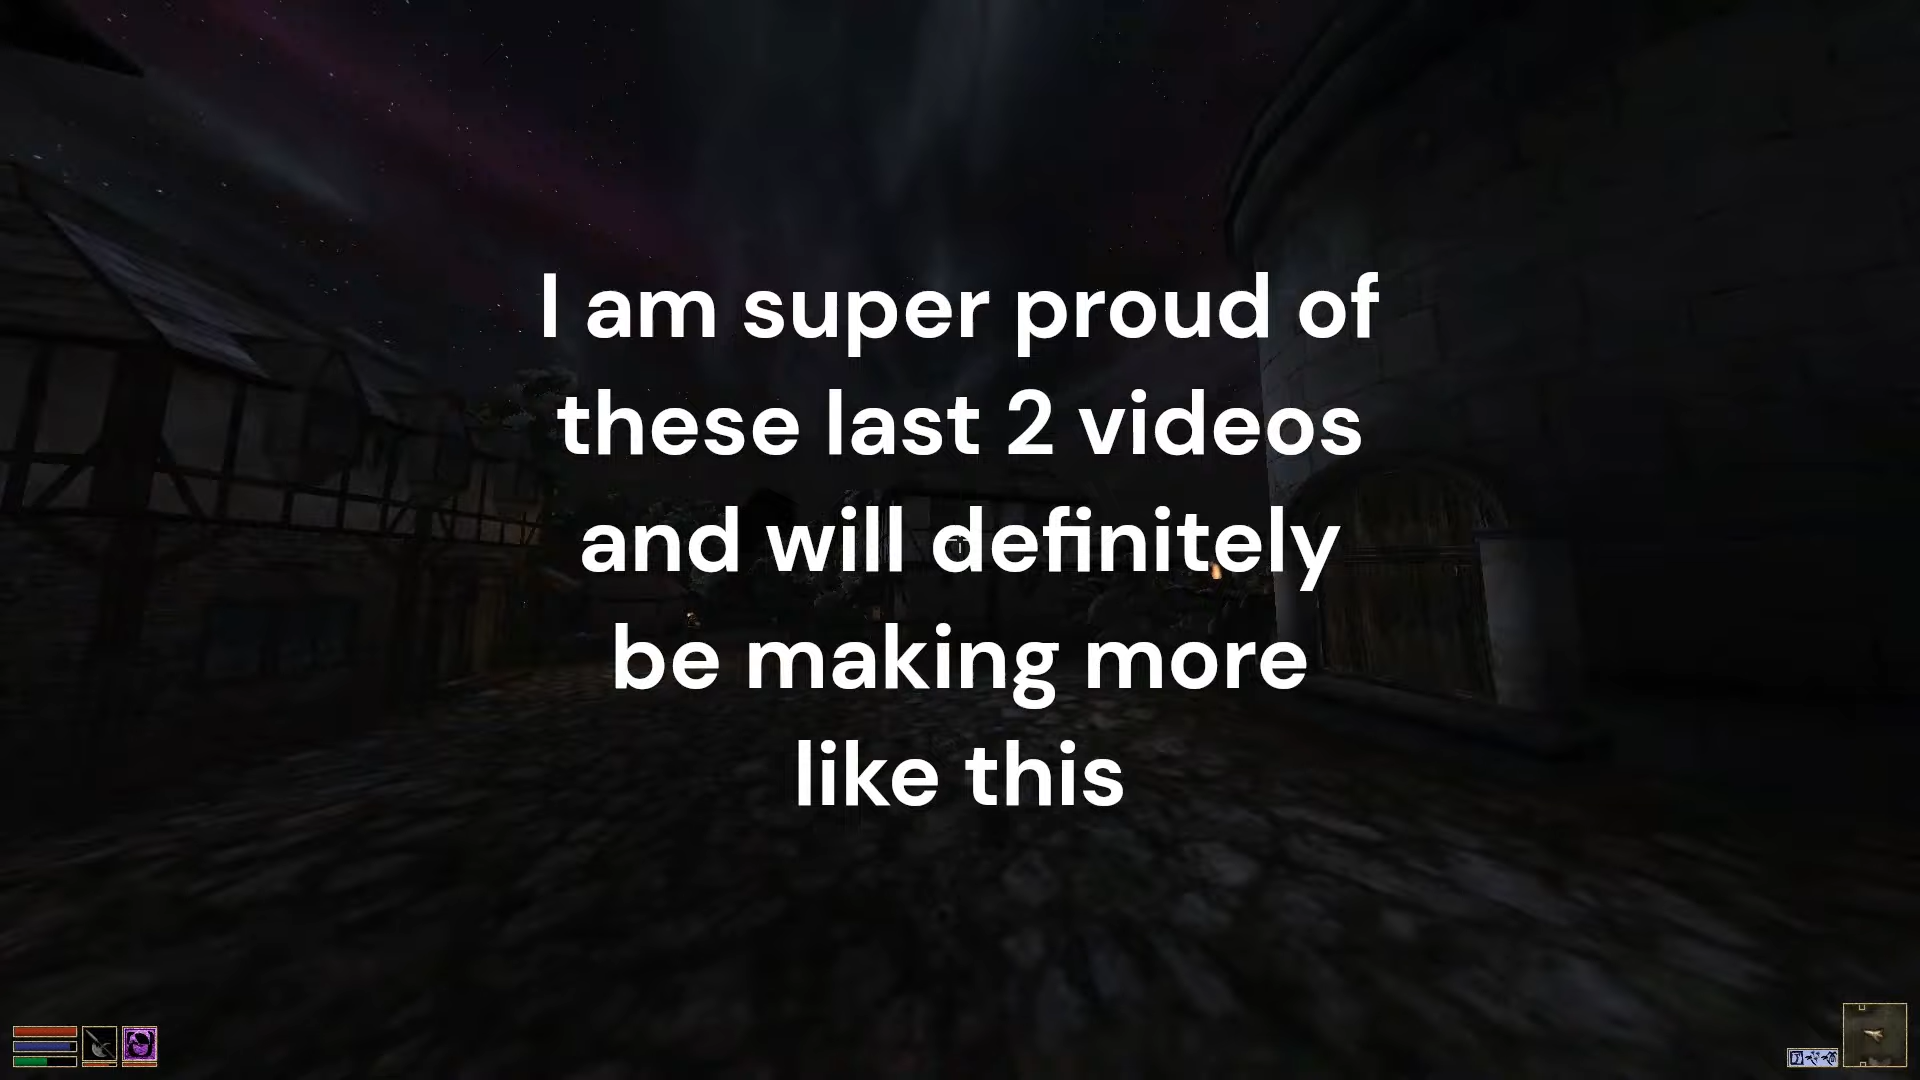 I am super proud of
these last 2 videos
and will definitely
be making more
like this